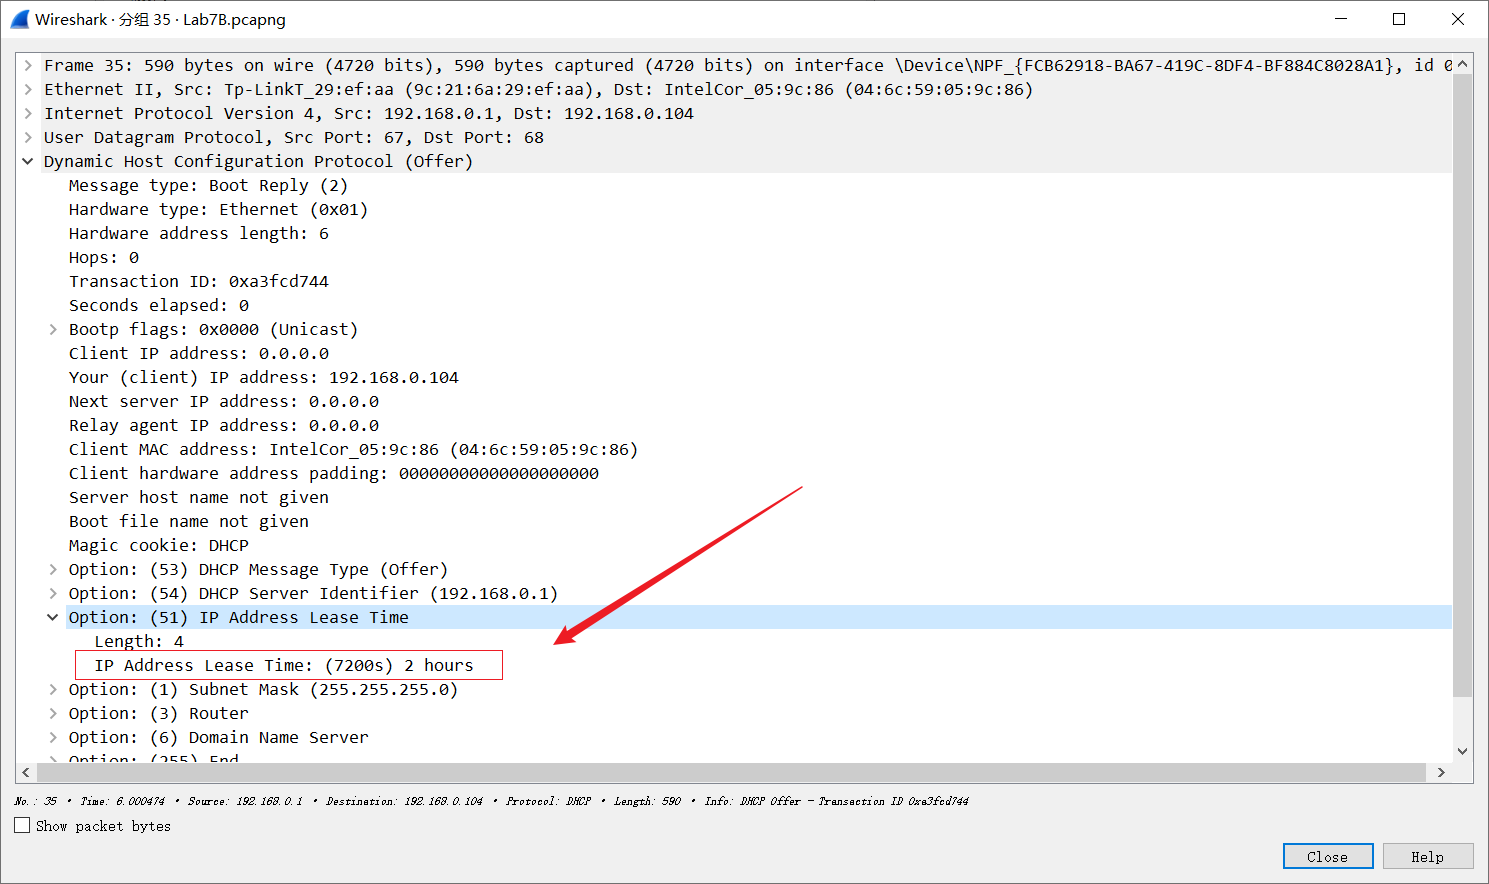 Wireshark · 分组 35 · Lab7B.pcapng
Frame 35: 590 bytes on wire (4720 bits), 590 bytes captured (4720 bits) on interface \Device\NPF_{FCB62918-BA67-419C-8DF4-BF884C8028A1}, id 0
Ethernet II, Src: Tp-LinkT_29:ef:aa (9c:21:6a:29:ef:aa), Dst: IntelCor_05:9c:86 (04:6c:59:05:9c:86)
Internet Protocol Version 4, Src: 192.168.0.1, Dst: 192.168.0.104
User Datagram Protocol, Src Port: 67, Dst Port: 68
Dynamic Host Configuration Protocol (Offer)
Message type: Boot Reply (2)
Hardware type: Ethernet (0x01)
Hardware address length: 6
Hops: 0
Transaction ID: 0xa3fcd744
Seconds elapsed: 0
Bootp flags: 0x0000 (Unicast)
Client IP address: 0.0.0.0
Your (client) IP address: 192.168.0.104
Next server IP address: 0.0.0.0
Relay agent IP address: 0.0.0.0
Client MAC address: IntelCor_05:9c:86 (04:6c:59:05:9c:86)
Client hardware address padding: 00000000000000000000
Server host name not given
Boot file name not given
Magic cookie: DHCP
Option: (53) DHCP Message Type (Offer)
Option: (54) DHCP Server Identifier (192.168.0.1)
Option: (51) IP Address Lease Time
Length: 4
IP Address Lease Time: (7200s) 2 hours
Option: (1) Subnet Mask (255.255.255.0)
Option: (3) Router
Option: (6) Domain Name Server
Option: (255) End
No.: 35 · Time: 6.000474 · Source: 192.168.0.1 · Destination: 192.168.0.104 · Protocol: DHCP · Length: 590 · Info: DHCP Offer - Transaction ID 0xa3fcd744
Show packet bytes
Close
Help